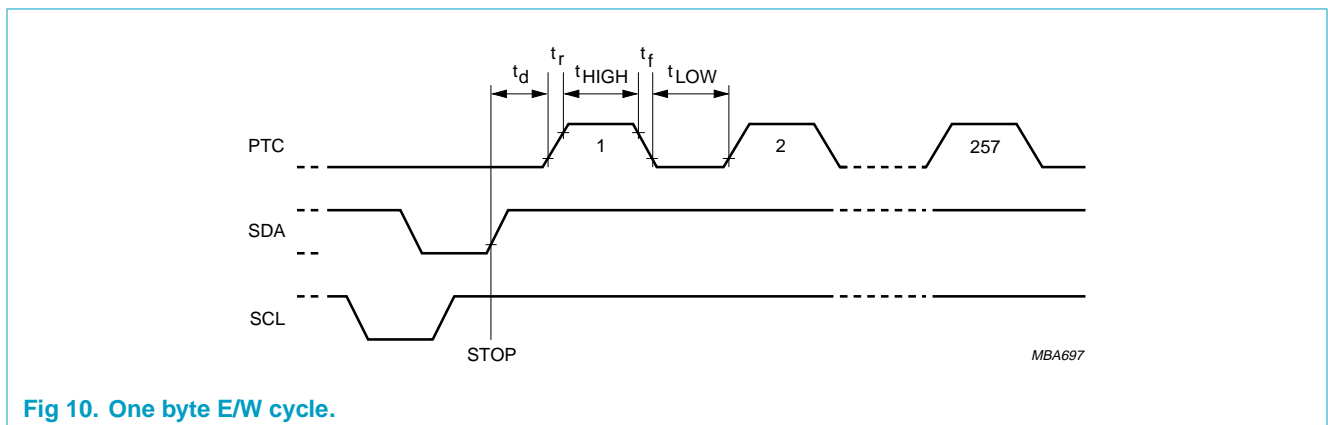 td tr tHIGH tf tLOW
PTC 1 2 257
SDA
SCL
STOP
MBA697
Fig 10. One byte E/W cycle.